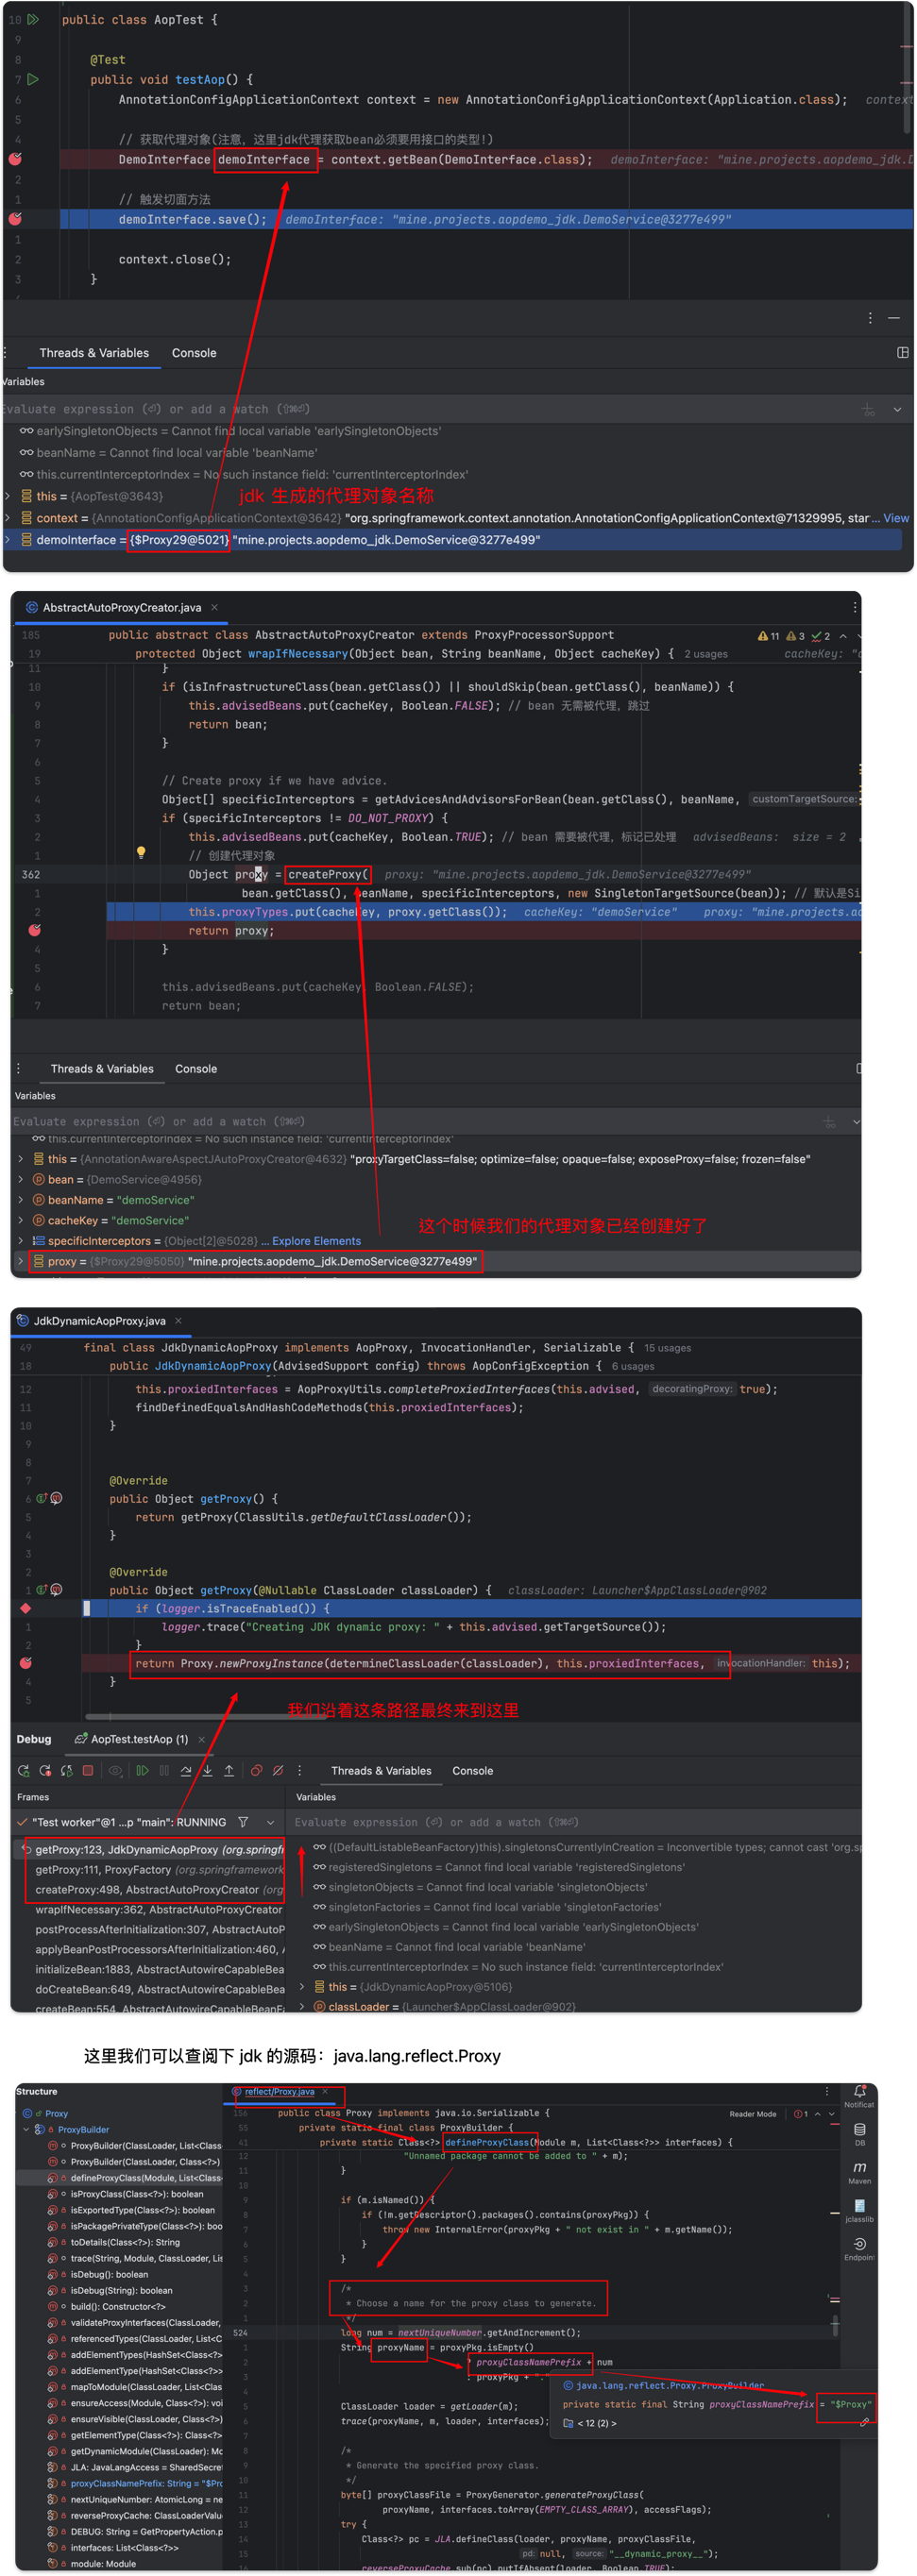 10 public class AopTest {
9
8 @Test
7 public void testAop() {
6 AnnotationConfigApplicationContext context = new AnnotationConfigApplicationContext(Application.class); context
5
4 // 获取代理对象(注意，这里jdk代理获取bean必须要用接口的类型!)
DemoInterface demoInterface = context.getBean(DemoInterface.class); demoInterface: "mine.projects.aopdemo_jdk.D
2
1 // 触发切面方法
demoInterface.save(); demoInterface: "mine.projects.aopdemo_jdk.DemoService@3277e499"
1
2 context.close();
3 }
Threads & Variables Console
Variables
Evaluate expression (⏎) or add a watch (⇧⌘⏎)
earlySingletonObjects = Cannot find local variable 'earlySingletonObjects'
beanName = Cannot find local variable 'beanName'
this.currentInterceptorIndex = No such instance field: 'currentInterceptorIndex'
this = {AopTest@3643}
jdk 生成的代理对象名称
context = {AnnotationConfigApplicationContext@3642} "org.springframework.context.annotation.AnnotationConfigApplicationContext@71329995, star ... View
demoInterface = {$Proxy29@5021} "mine.projects.aopdemo_jdk.DemoService@3277e499"
AbstractAutoProxyCreator.java
185 public abstract class AbstractAutoProxyCreator extends ProxyProcessorSupport 11 3 2
19 protected Object wrapIfNecessary(Object bean, String beanName, Object cacheKey) { 2 usages cacheKey: "d
11 }
10 if (isInfrastructureClass(bean.getClass()) || shouldSkip(bean.getClass(), beanName)) {
9 this.advisedBeans.put(cacheKey, Boolean.FALSE); // bean 无需被代理，跳过
8 return bean;
7 }
6
5 // Create proxy if we have advice.
4 Object[] specificInterceptors = getAdvicesAndAdvisorsForBean(bean.getClass(), beanName, customTargetSource:
3 if (specificInterceptors != DO_NOT_PROXY) {
2 this.advisedBeans.put(cacheKey, Boolean.TRUE); // bean 需要被代理，标记已处理 advisedBeans: size = 2
1 // 创建代理对象
362 Object proxy = createProxy( proxy: "mine.projects.aopdemo_jdk.DemoService@3277e499"
1 bean.getClass(), beanName, specificInterceptors, new SingletonTargetSource(bean)); // 默认是Si
2 this.proxyTypes.put(cacheKey, proxy.getClass()); cacheKey: "demoService" proxy: "mine.projects.ao
return proxy;
4 }
5
6 this.advisedBeans.put(cacheKey, Boolean.FALSE);
7 return bean;
Threads & Variables Console
Variables
Evaluate expression (⏎) or add a watch (⇧⌘⏎)
this.currentInterceptorIndex = No such instance field: 'currentInterceptorIndex'
this = {AnnotationAwareAspectJAutoProxyCreator@4632} "proxyTargetClass=false; optimize=false; opaque=false; exposeProxy=false; frozen=false"
bean = {DemoService@4956}
beanName = "demoService"
cacheKey = "demoService"
这个时候我们的代理对象已经创建好了
specificInterceptors = {Object[2]@5028} ... Explore Elements
proxy = {$Proxy29@5050} "mine.projects.aopdemo_jdk.DemoService@3277e499"
JdkDynamicAopProxy.java
49 final class JdkDynamicAopProxy implements AopProxy, InvocationHandler, Serializable { 15 usages
18 public JdkDynamicAopProxy(AdvisedSupport config) throws AopConfigException { 6 usages
12 this.proxiedInterfaces = AopProxyUtils.completeProxiedInterfaces(this.advised, decoratingProxy: true);
11 findDefinedEqualsAndHashCodeMethods(this.proxiedInterfaces);
10 }
9
8
7 @Override
6 public Object getProxy() {
5 return getProxy(ClassUtils.getDefaultClassLoader());
4 }
3
2 @Override
1 public Object getProxy(@Nullable ClassLoader classLoader) { classLoader: Launcher$AppClassLoader@902
if (logger.isTraceEnabled()) {
1 logger.trace("Creating JDK dynamic proxy: " + this.advised.getTargetSource());
2 }
return Proxy.newProxyInstance(determineClassLoader(classLoader), this.proxiedInterfaces, invocationHandler: this);
4 }
5
我们沿着这条路径最终来到这里
Debug AopTest.testAop (1)
Threads & Variables Console
Frames Variables
"Test worker"@1 ...p "main": RUNNING Evaluate expression (⏎) or add a watch (⇧⌘⏎)
getProxy:123, JdkDynamicAopProxy (org.springf
getProxy:111, ProxyFactory (org.springframework
createProxy:498, AbstractAutoProxyCreator (org
wrapIfNecessary:362, AbstractAutoProxyCreator
postProcessAfterInitialization:307, AbstractAutoP
applyBeanPostProcessorsAfterInitialization:460, A
initializeBean:1883, AbstractAutowireCapableBea
doCreateBean:649, AbstractAutowireCapableBea
createBean:554, AbstractAutowireCapableBeanF
((DefaultListableBeanFactory)this).singletonsCurrentlyInCreation = Inconvertible types; cannot cast 'org.sp
registeredSingletons = Cannot find local variable 'registeredSingletons'
singletonObjects = Cannot find local variable 'singletonObjects'
singletonFactories = Cannot find local variable 'singletonFactories'
earlySingletonObjects = Cannot find local variable 'earlySingletonObjects'
beanName = Cannot find local variable 'beanName'
this.currentInterceptorIndex = No such instance field: 'currentInterceptorIndex'
this = {JdkDynamicAopProxy@5106}
classLoader = {Launcher$AppClassLoader@902}
这里我们可以查阅下 jdk 的源码：java.lang.reflect.Proxy
Structure
Proxy
ProxyBuilder
ProxyBuilder(ClassLoader, List<Class
ProxyBuilder(ClassLoader, Class<?>)
defineProxyClass(Module, List<Class<
isProxyClass(Class<?>): boolean
isExportedType(Class<?>): boolean
isPackagePrivateType(Class<?>): boo
toDetails(Class<?>): String
trace(String, Module, ClassLoader, Lis
isDebug(): boolean
isDebug(String): boolean
build(): Constructor<?>
validateProxyInterfaces(ClassLoader,
referencedTypes(ClassLoader, List<C
addElementTypes(HashSet<Class<?>
addElementType(HashSet<Class<?>>
mapToModule(ClassLoader, List<Clas
ensureAccess(Module, Class<?>): voi
ensureVisible(ClassLoader, Class<?>
getElementType(Class<?>): Class<?>
getDynamicModule(ClassLoader): Mo
JLA: JavaLangAccess = SharedSecre
proxyClassNamePrefix: String = "$Pro
nextUniqueNumber: AtomicLong = ne
reverseProxyCache: ClassLoaderValu
DEBUG: String = GetPropertyAction.p
interfaces: List<Class<?>>
module: Module
reflect/Proxy.java
156 public class Proxy implements java.io.Serializable { Reader Mode 1
55 private static final class ProxyBuilder {
41 private static Class<?> defineProxyClass(Module m, List<Class<?>> interfaces) {
12 "Unnamed package cannot be added to " + m);
11 }
10
9 if (m.isNamed()) {
8 if (!m.getDescriptor().packages().contains(proxyPkg)) {
7 throw new InternalError(proxyPkg + " not exist in " + m.getName());
6 }
5 }
4
3 /*
2 * Choose a name for the proxy class to generate.
1 */
524 long num = nextUniqueNumber.getAndIncrement();
1 String proxyName = proxyPkg.isEmpty()
2 ? proxyClassNamePrefix + num
3 : proxyPkg + "."
4
5 ClassLoader loader = getLoader(m);
6 trace(proxyName, m, loader, interfaces);
7
8 /*
9 * Generate the specified proxy class.
10 */
11 byte[] proxyClassFile = ProxyGenerator.generateProxyClass(
12 proxyName, interfaces.toArray(EMPTY_CLASS_ARRAY), accessFlags);
13 try {
14 Class<?> pc = JLA.defineClass(loader, proxyName, proxyClassFile,
15 pd: null, source: "__dynamic_proxy__");
16 reverseProxyCache.sub(pc).putIfAbsent(loader, Boolean.TRUE);
java.lang.reflect.Proxy.ProxyBuilder
private static final String proxyClassNamePrefix = "$Proxy"
< 12 (2) >
Notificat
DB
Maven
jclasslib
Endpoint